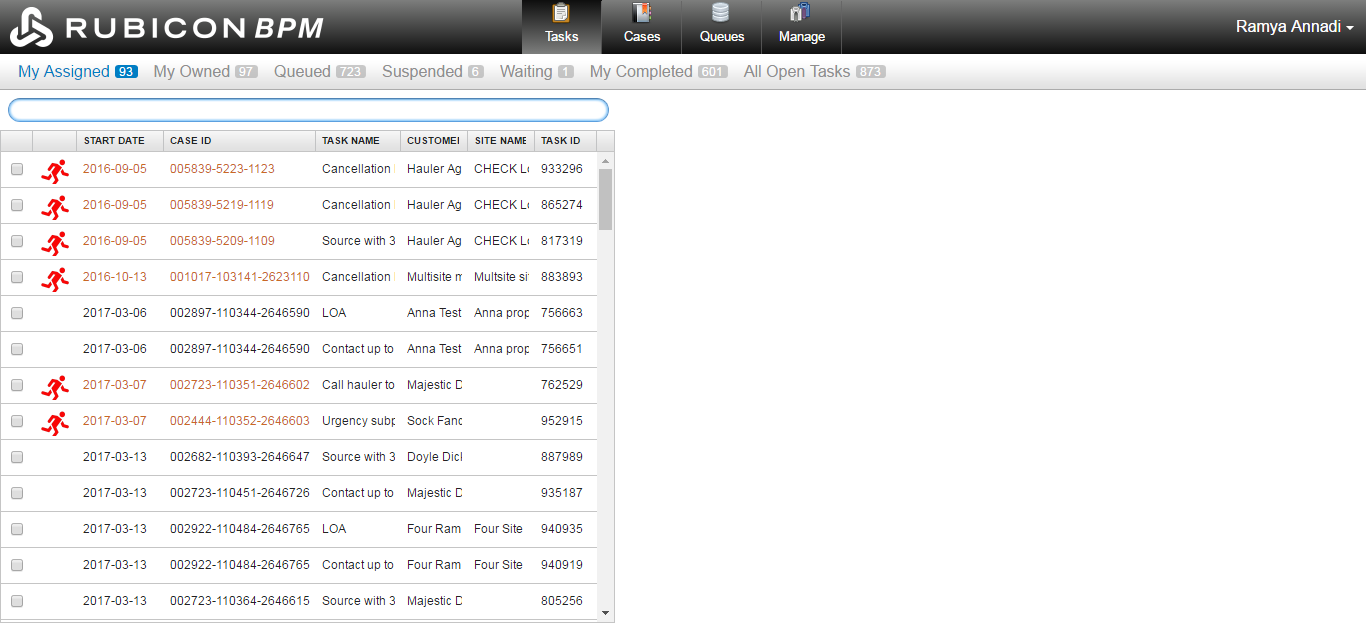 RUBICON BPM
Tasks Cases Queues Manage
Ramya Annadi
My Assigned 93 My Owned 97 Queued 723 Suspended 6 Waiting 1 My Completed 601 All Open Tasks 873
START DATE CASE ID TASK NAME CUSTOMEI SITE NAME TASK ID
2016-09-05 005839-5223-1123 Cancellation Hauler Ag CHECK Lo 933296
2016-09-05 005839-5219-1119 Cancellation Hauler Ag CHECK Lo 865274
2016-09-05 005839-5209-1109 Source with 3 Hauler Ag CHECK Lo 817319
2016-10-13 001017-103141-2623110 Cancellation Multisite m Multsite sit 883893
2017-03-06 002897-110344-2646590 LOA Anna Test Anna prop 756663
2017-03-06 002897-110344-2646590 Contact up to Anna Test Anna prop 756651
2017-03-07 002723-110351-2646602 Call hauler to Majestic D 762529
2017-03-07 002444-110352-2646603 Urgency subp Sock Fanc 952915
2017-03-13 002682-110393-2646647 Source with 3 Doyle Dicl 887989
2017-03-13 002723-110451-2646726 Contact up to Majestic D 935187
2017-03-13 002922-110484-2646765 LOA Four Ram Four Site 940935
2017-03-13 002922-110484-2646765 Contact up to Four Ram Four Site 940919
2017-03-13 002723-110364-2646615 Source with 3 Majestic D 805256